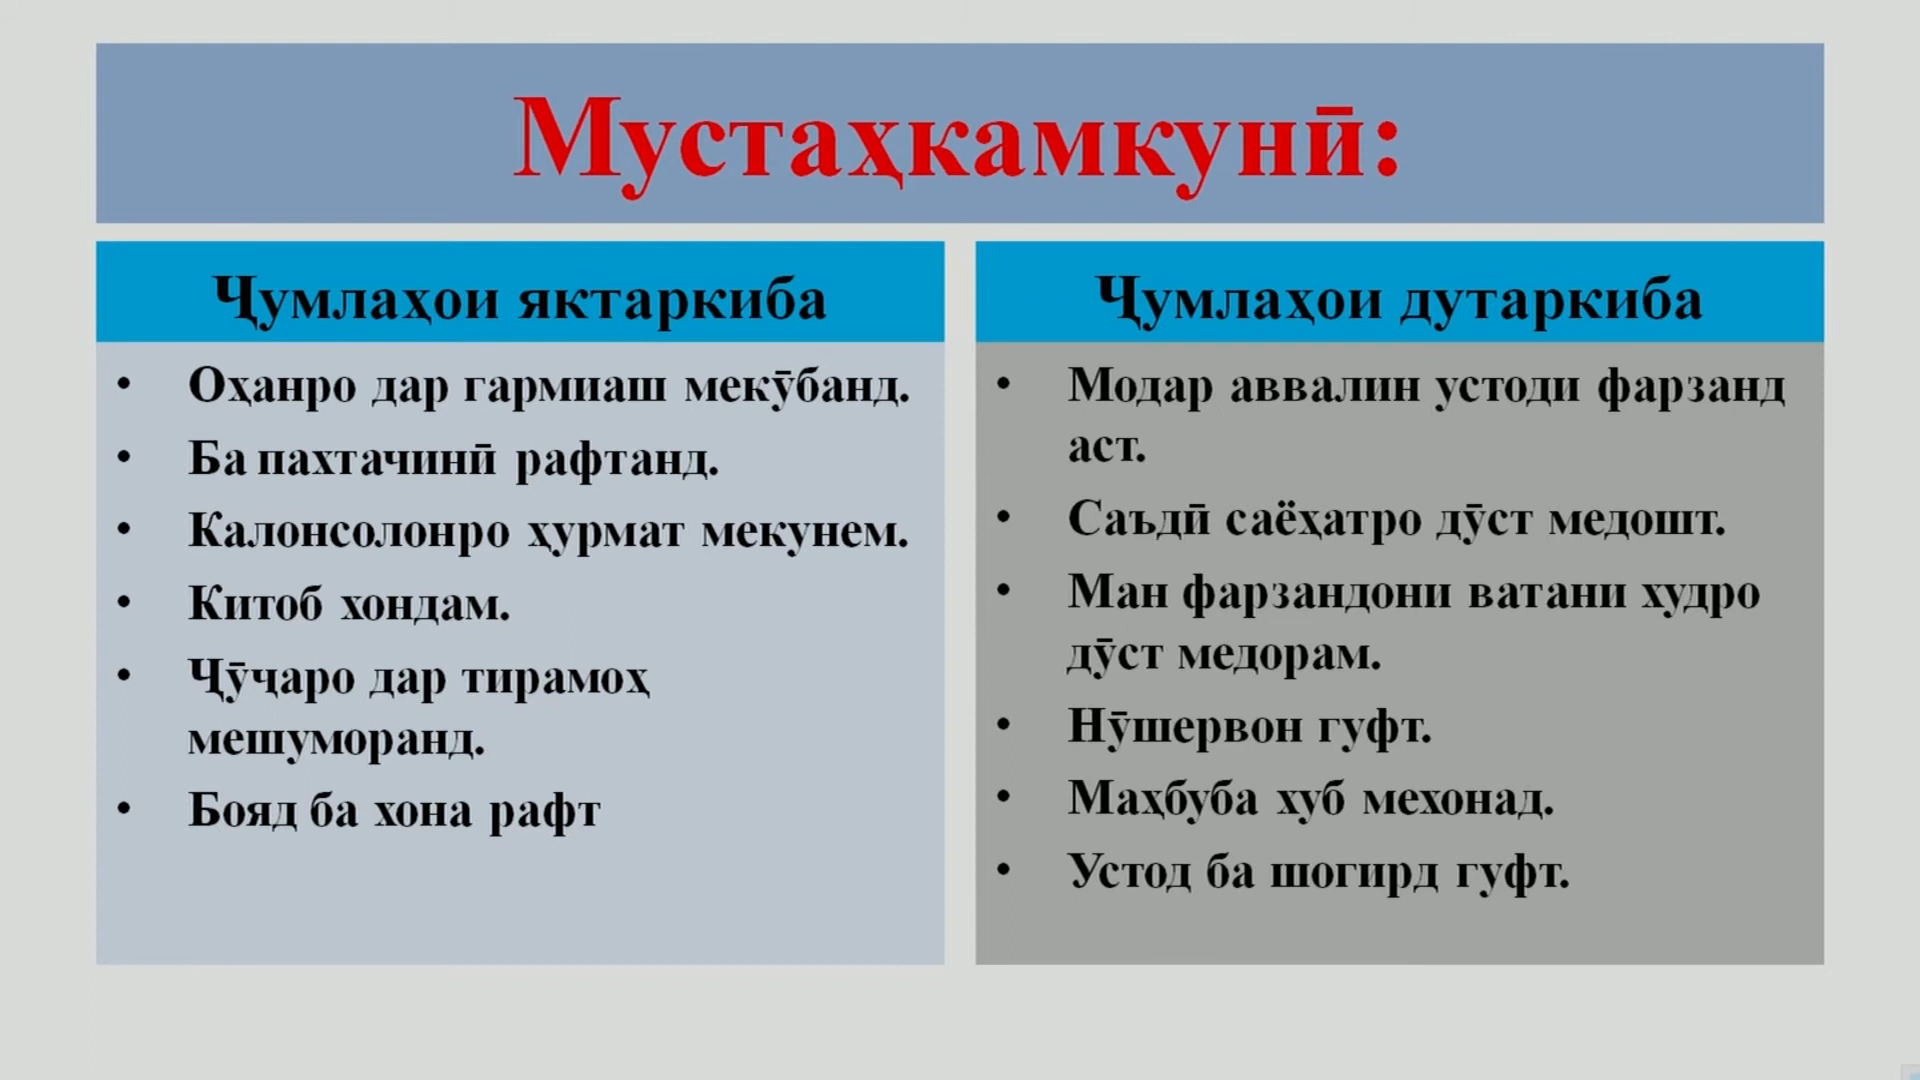 Мустаҳкамкунӣ:
Ҷумлаҳои яктаркиба
• Оҳанро дар гармиаш мекӯбанд.
• Ба пахтачинӣ рафтанд.
• Калонсолонро ҳурмат мекунем.
• Китоб хондам.
• Ҷӯҷаро дар тирамоҳ
мешуморанд.
• Бояд ба хона рафт
Ҷумлаҳои дутаркиба
• Модар аввалин устоди фарзанд
аст.
• Саъдӣ саёҳатро дӯст медошт.
• Ман фарзандони ватани худро
дӯст медорам.
• Нӯшервон гуфт.
• Маҳбуба хуб мехонад.
• Устод ба шогирд гуфт.